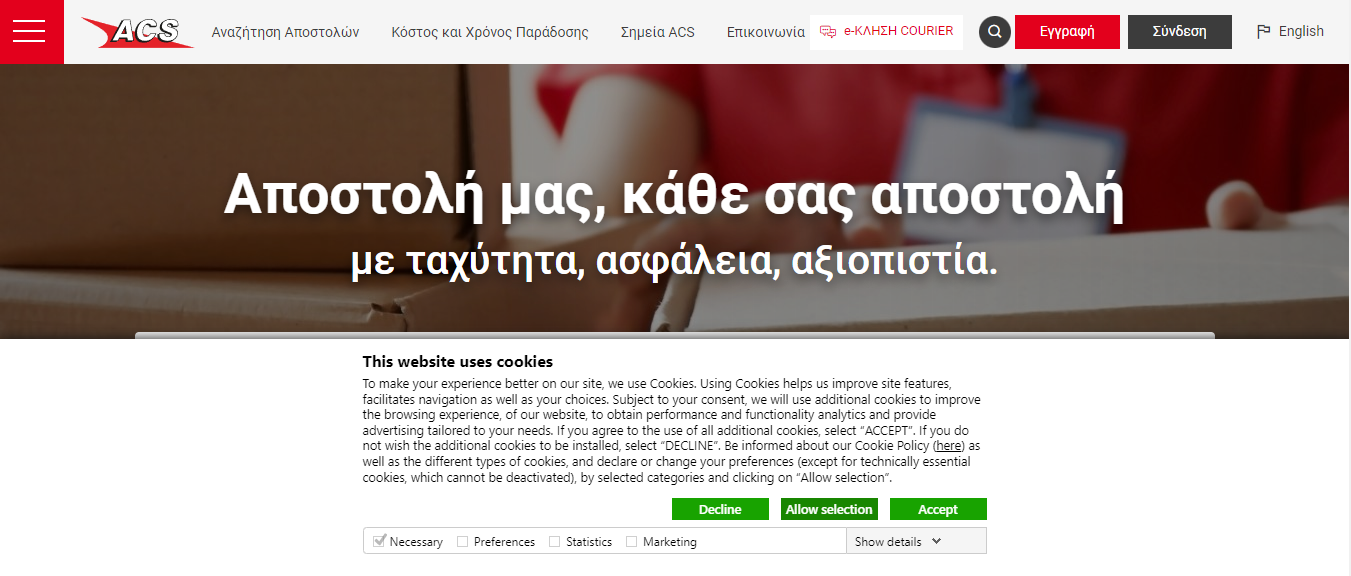 ACS
Αναζήτηση Αποστολών
Κόστος και Χρόνος Παράδοσης
Σημεία ACS
Επικοινωνία
e-ΚΛΗΣΗ COURIER
Εγγραφή
Σύνδεση
English
Αποστολή μας, κάθε σας αποστολή
με ταχύτητα, ασφάλεια, αξιοπιστία.
This website uses cookies
To make your experience better on our site, we use Cookies. Using Cookies helps us improve site features,
facilitates navigation as well as your choices. Subject to your consent, we will use additional cookies to improve
the browsing experience, of our website, to obtain performance and functionality analytics and provide
advertising tailored to your needs. If you agree to the use of all additional cookies, select “ACCEPT”. If you do
not wish the additional cookies to be installed, select “DECLINE”. Be informed about our Cookie Policy (here) as
well as the different types of cookies, and declare or change your preferences (except for technically essential
cookies, which cannot be deactivated), by selected categories and clicking on “Allow selection”.
Decline
Allow selection
Accept
Necessary
Preferences
Statistics
Marketing
Show details